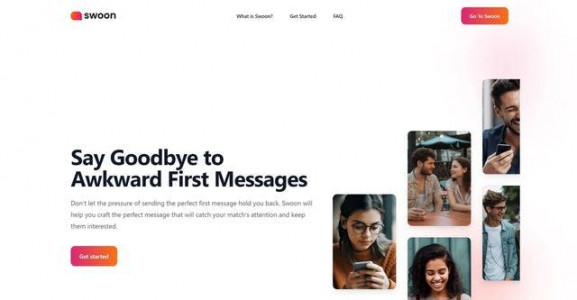 swoon
What is Swoon?
Get Started
FAQ
Go To Swoon
Say Goodbye to
Awkward First Messages
Don't let the pressure of sending the perfect first message hold you back. Swoon will
help you craft the perfect message that will catch your match's attention and keep
them interested.
Get started